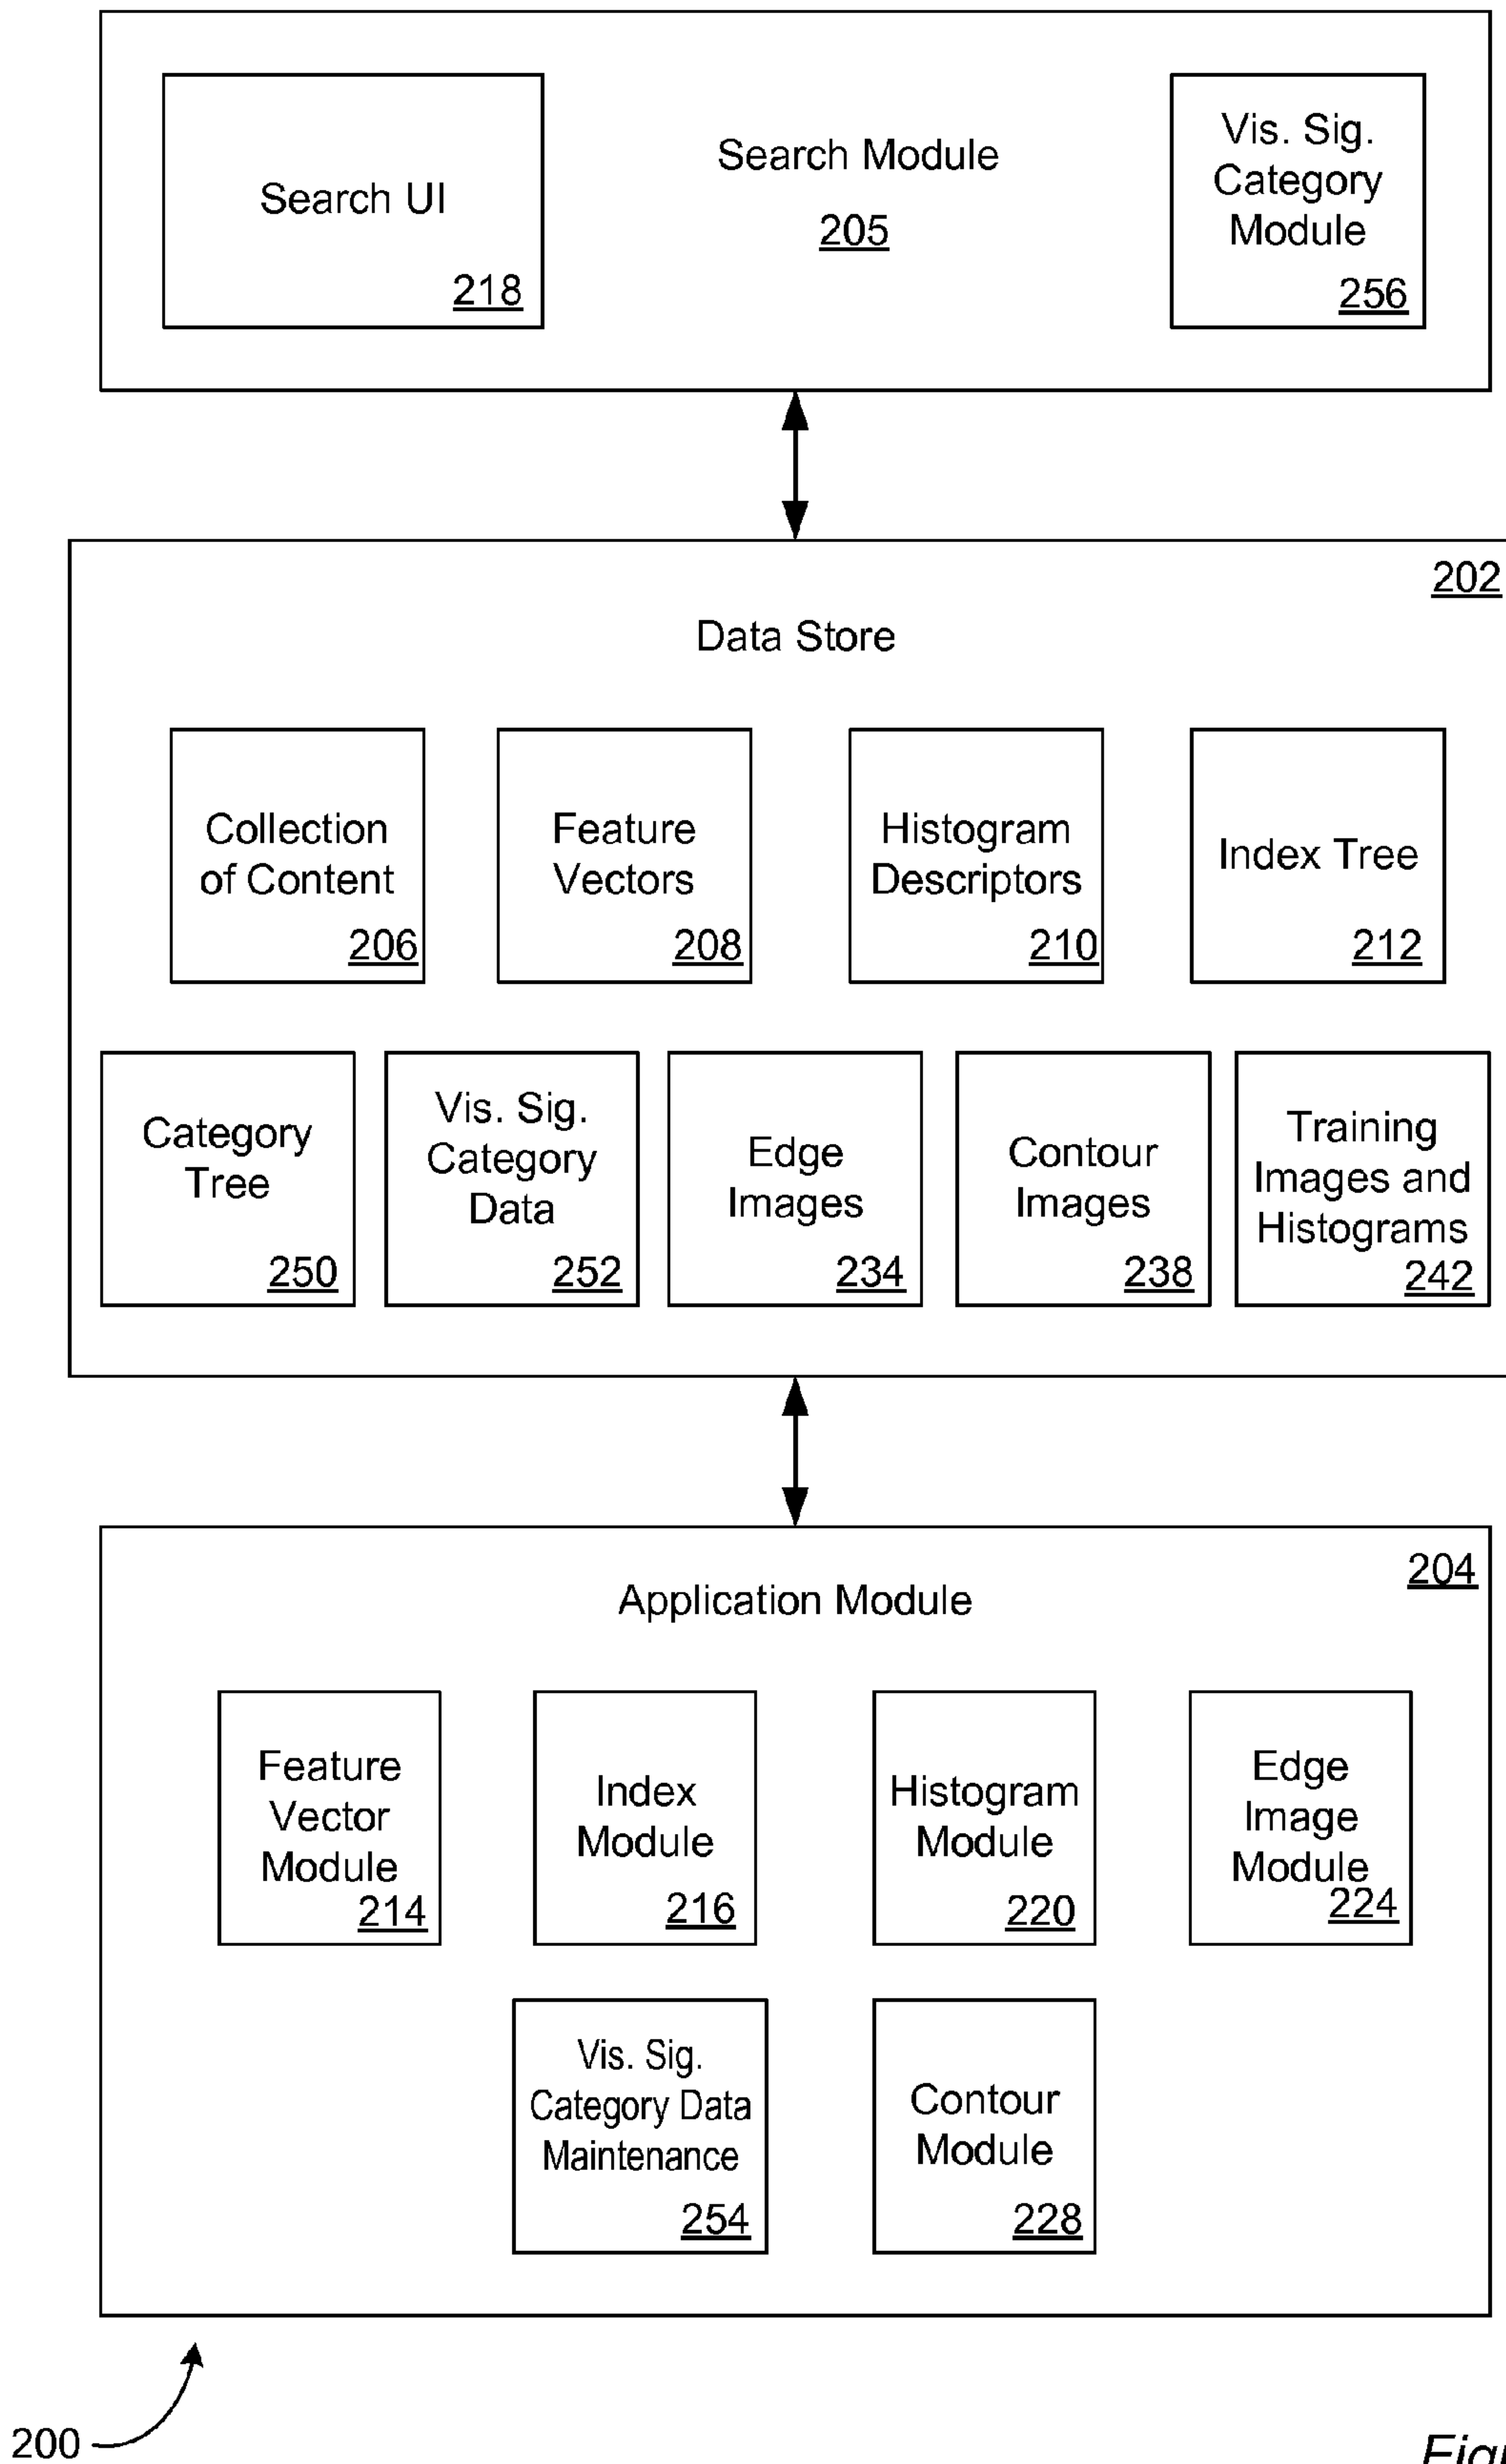 Search UI
218
Search Module
205
Vis. Sig.
Category
Module
256
202
Data Store
Collection
of Content
206
Feature
Vectors
208
Histogram
Descriptors
210
Index Tree
212
Category
Tree
250
Vis. Sig.
Category
Data
252
Edge
Images
234
Contour
Images
238
Training
Images and
Histograms
242
204
Application Module
Feature
Vector
Module
214
Index
Module
216
Histogram
Module
220
Edge
Image
Module
224
Vis. Sig.
Category Data
Maintenance
254
Contour
Module
228
200